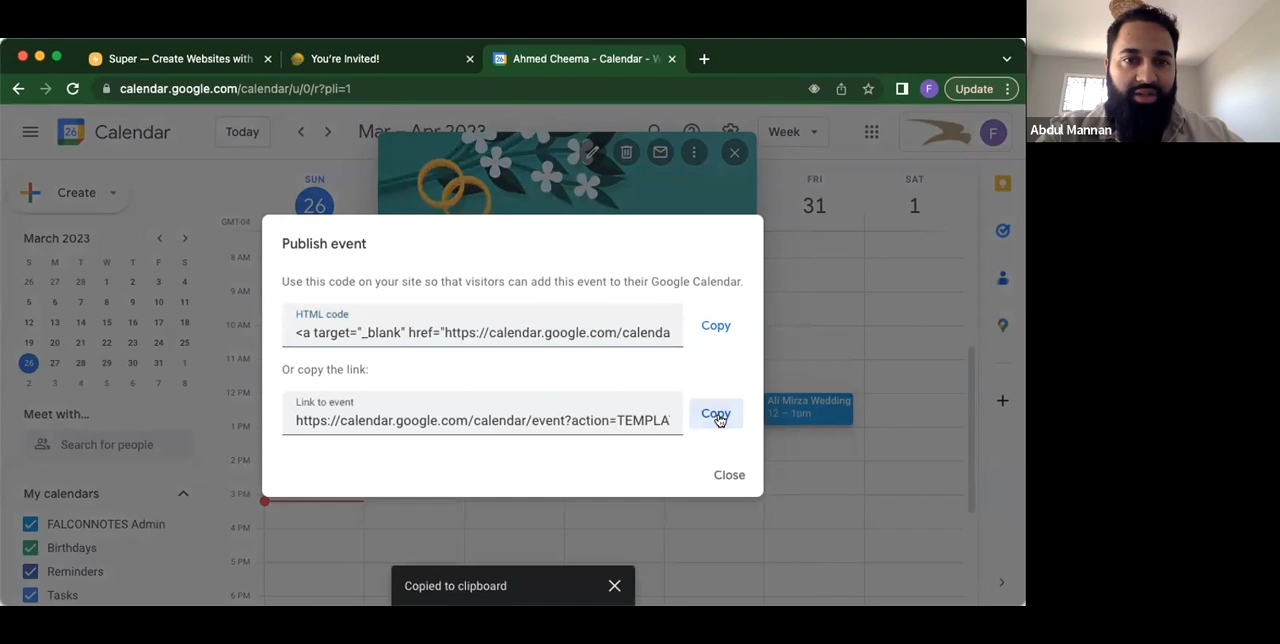 Super — Create Websites with
You're Invited!
26 Ahmed Cheema - Calendar - W
calendar.google.com/calendar/u/0/r?pli=1
F
Update
Abdul Mannan
26 Calendar
Today
Mar – Apr 2023
Week
F
Create
SUN
26
FRI
31
SAT
1
GMT-04
March 2023
S M T W T F S
26 27 28 1 2 3 4
5 6 7 8 9 10 11
12 13 14 15 16 17 18
19 20 21 22 23 24 25
26 27 28 29 30 31 1
2 3 4 5 6 7 8
8 AM
9 AM
10 AM
11 AM
12 PM
1 PM
2 PM
3 PM
4 PM
5 PM
6 PM
Publish event
Use this code on your site so that visitors can add this event to their Google Calendar.
HTML code
<a target="_blank" href="https://calendar.google.com/calenda
Copy
Or copy the link:
Link to event
https://calendar.google.com/calendar/event?action=TEMPLA
Copy
Close
Ali Mirza Wedding
12 – 1pm
Meet with...
Search for people
My calendars
FALCONNOTES Admin
Birthdays
Reminders
Tasks
Copied to clipboard